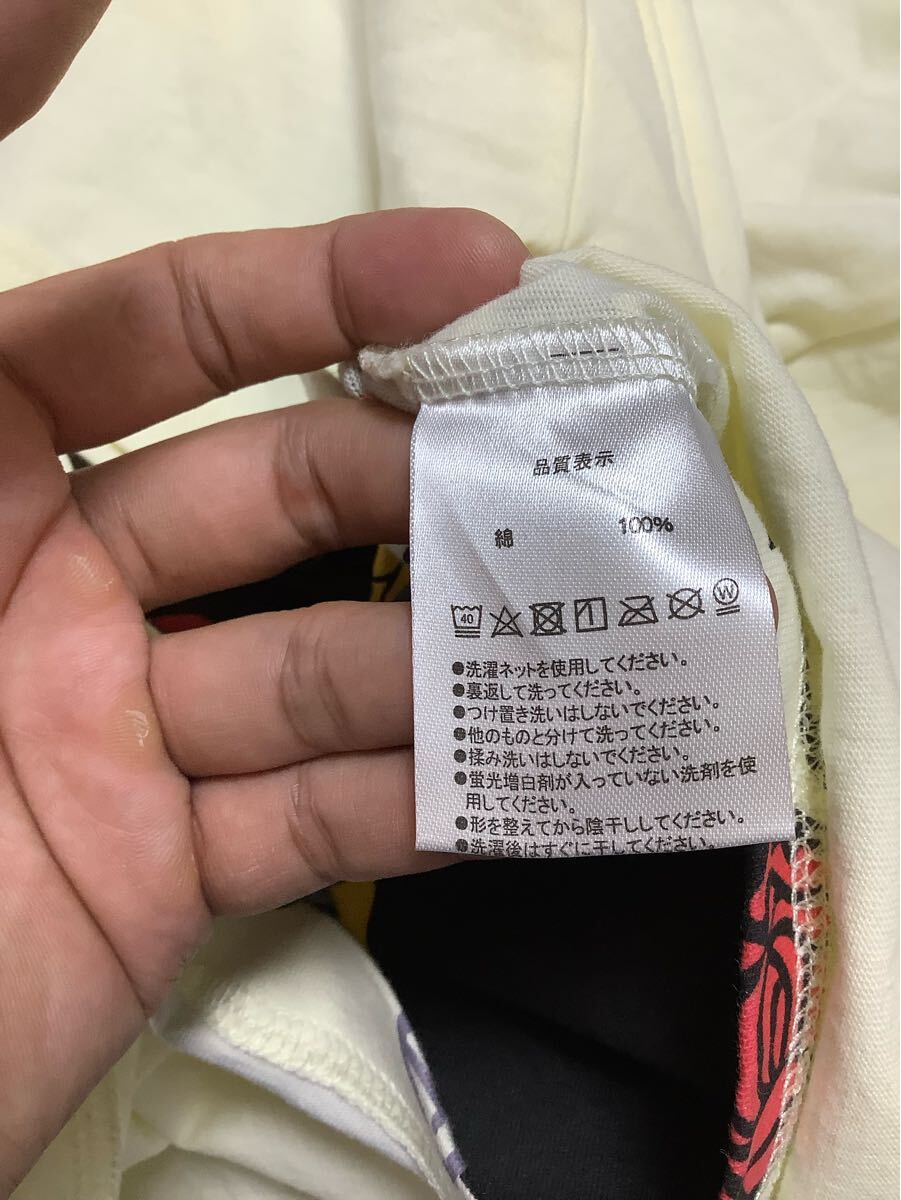 品質表示
綿 100%
40 W
●洗濯ネットを使用してください。
●裏返して洗ってください。
●つけ置き洗いはしないでください。
●他のものと分けて洗ってください。
●揉み洗いはしないでください。
●蛍光増白剤が入っていない洗剤を使
用してください。
●形を整えてから陰干ししてください。
●洗濯後はすぐに干してください。